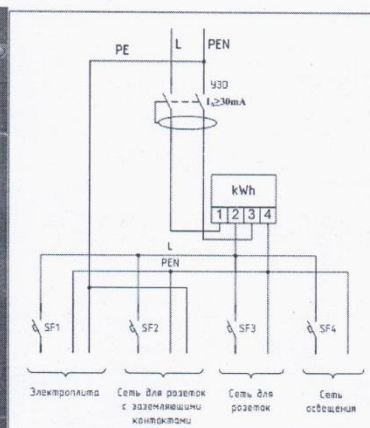 PE
L
PEN
УЗО
I₀≥30mA
kWh
1 2 3 4
L
PEN
SF1
SF2
SF3
SF4
Электроплита
Сеть для розеток
с заземляющими
контактами
Сеть для
розеток
Сеть
освещения